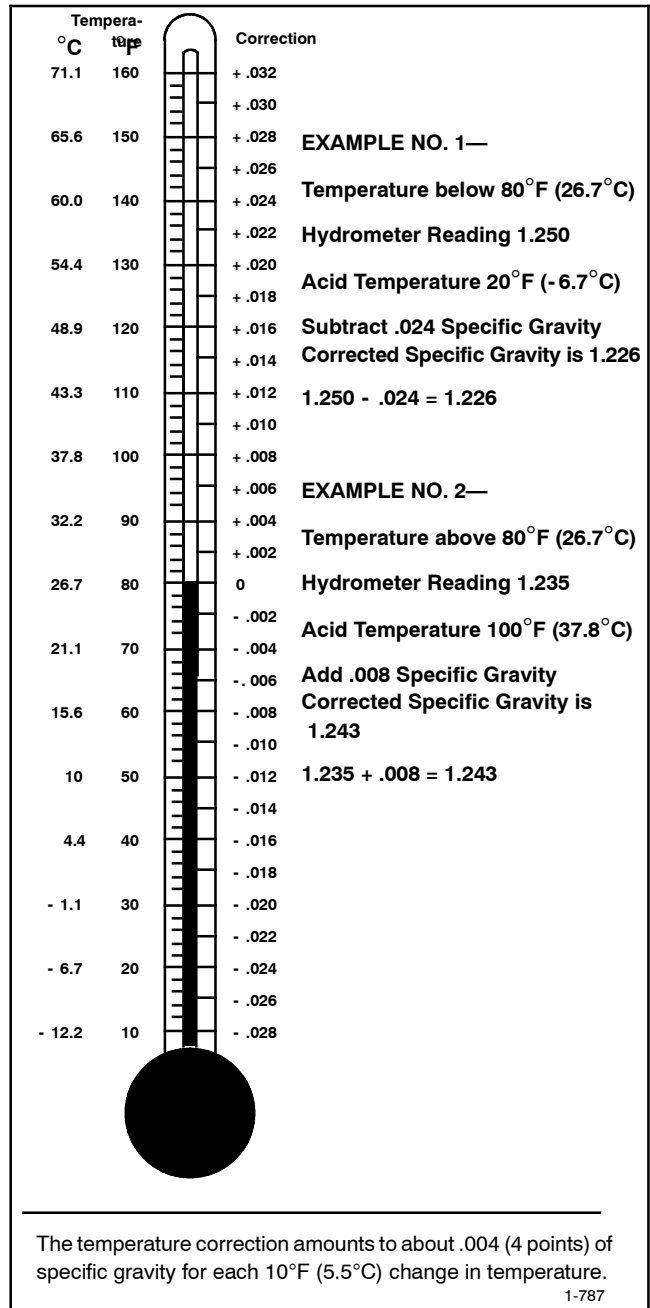 Tempera-
ture
°C °F Correction
71.1 160 + .032
+ .030
65.6 150 + .028
+ .026
60.0 140 + .024
+ .022
54.4 130 + .020
+ .018
48.9 120 + .016
+ .014
43.3 110 + .012
+ .010
37.8 100 + .008
+ .006
32.2 90 + .004
+ .002
26.7 80 0
- .002
21.1 70 - .004
-. 006
15.6 60 - .008
- .010
10 50 - .012
- .014
4.4 40 - .016
- .018
- 1.1 30 - .020
- .022
- 6.7 20 - .024
- .026
- 12.2 10 - .028
EXAMPLE NO. 1—
Temperature below 80°F (26.7°C)
Hydrometer Reading 1.250
Acid Temperature 20°F (- 6.7°C)
Subtract .024 Specific Gravity
Corrected Specific Gravity is 1.226
1.250 - .024 = 1.226
EXAMPLE NO. 2—
Temperature above 80°F (26.7°C)
Hydrometer Reading 1.235
Acid Temperature 100°F (37.8°C)
Add .008 Specific Gravity
Corrected Specific Gravity is
1.243
1.235 + .008 = 1.243
The temperature correction amounts to about .004 (4 points) of
specific gravity for each 10°F (5.5°C) change in temperature.
1-787